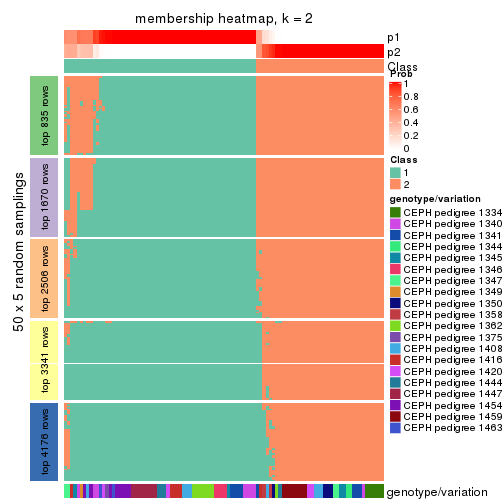 membership heatmap, k = 2
p1
p2
Class
Prob
1
0.8
0.6
0.4
0.2
0
Class
1
2
genotype/variation
CEPH pedigree 1334
CEPH pedigree 1340
CEPH pedigree 1341
CEPH pedigree 1344
CEPH pedigree 1345
CEPH pedigree 1346
CEPH pedigree 1347
CEPH pedigree 1349
CEPH pedigree 1350
CEPH pedigree 1358
CEPH pedigree 1362
CEPH pedigree 1375
CEPH pedigree 1408
CEPH pedigree 1416
CEPH pedigree 1420
CEPH pedigree 1444
CEPH pedigree 1447
CEPH pedigree 1454
CEPH pedigree 1459
CEPH pedigree 1463
50 x 5 random samplings
top 835 rows
top 1670 rows
top 2506 rows
top 3341 rows
top 4176 rows
genotype/variation